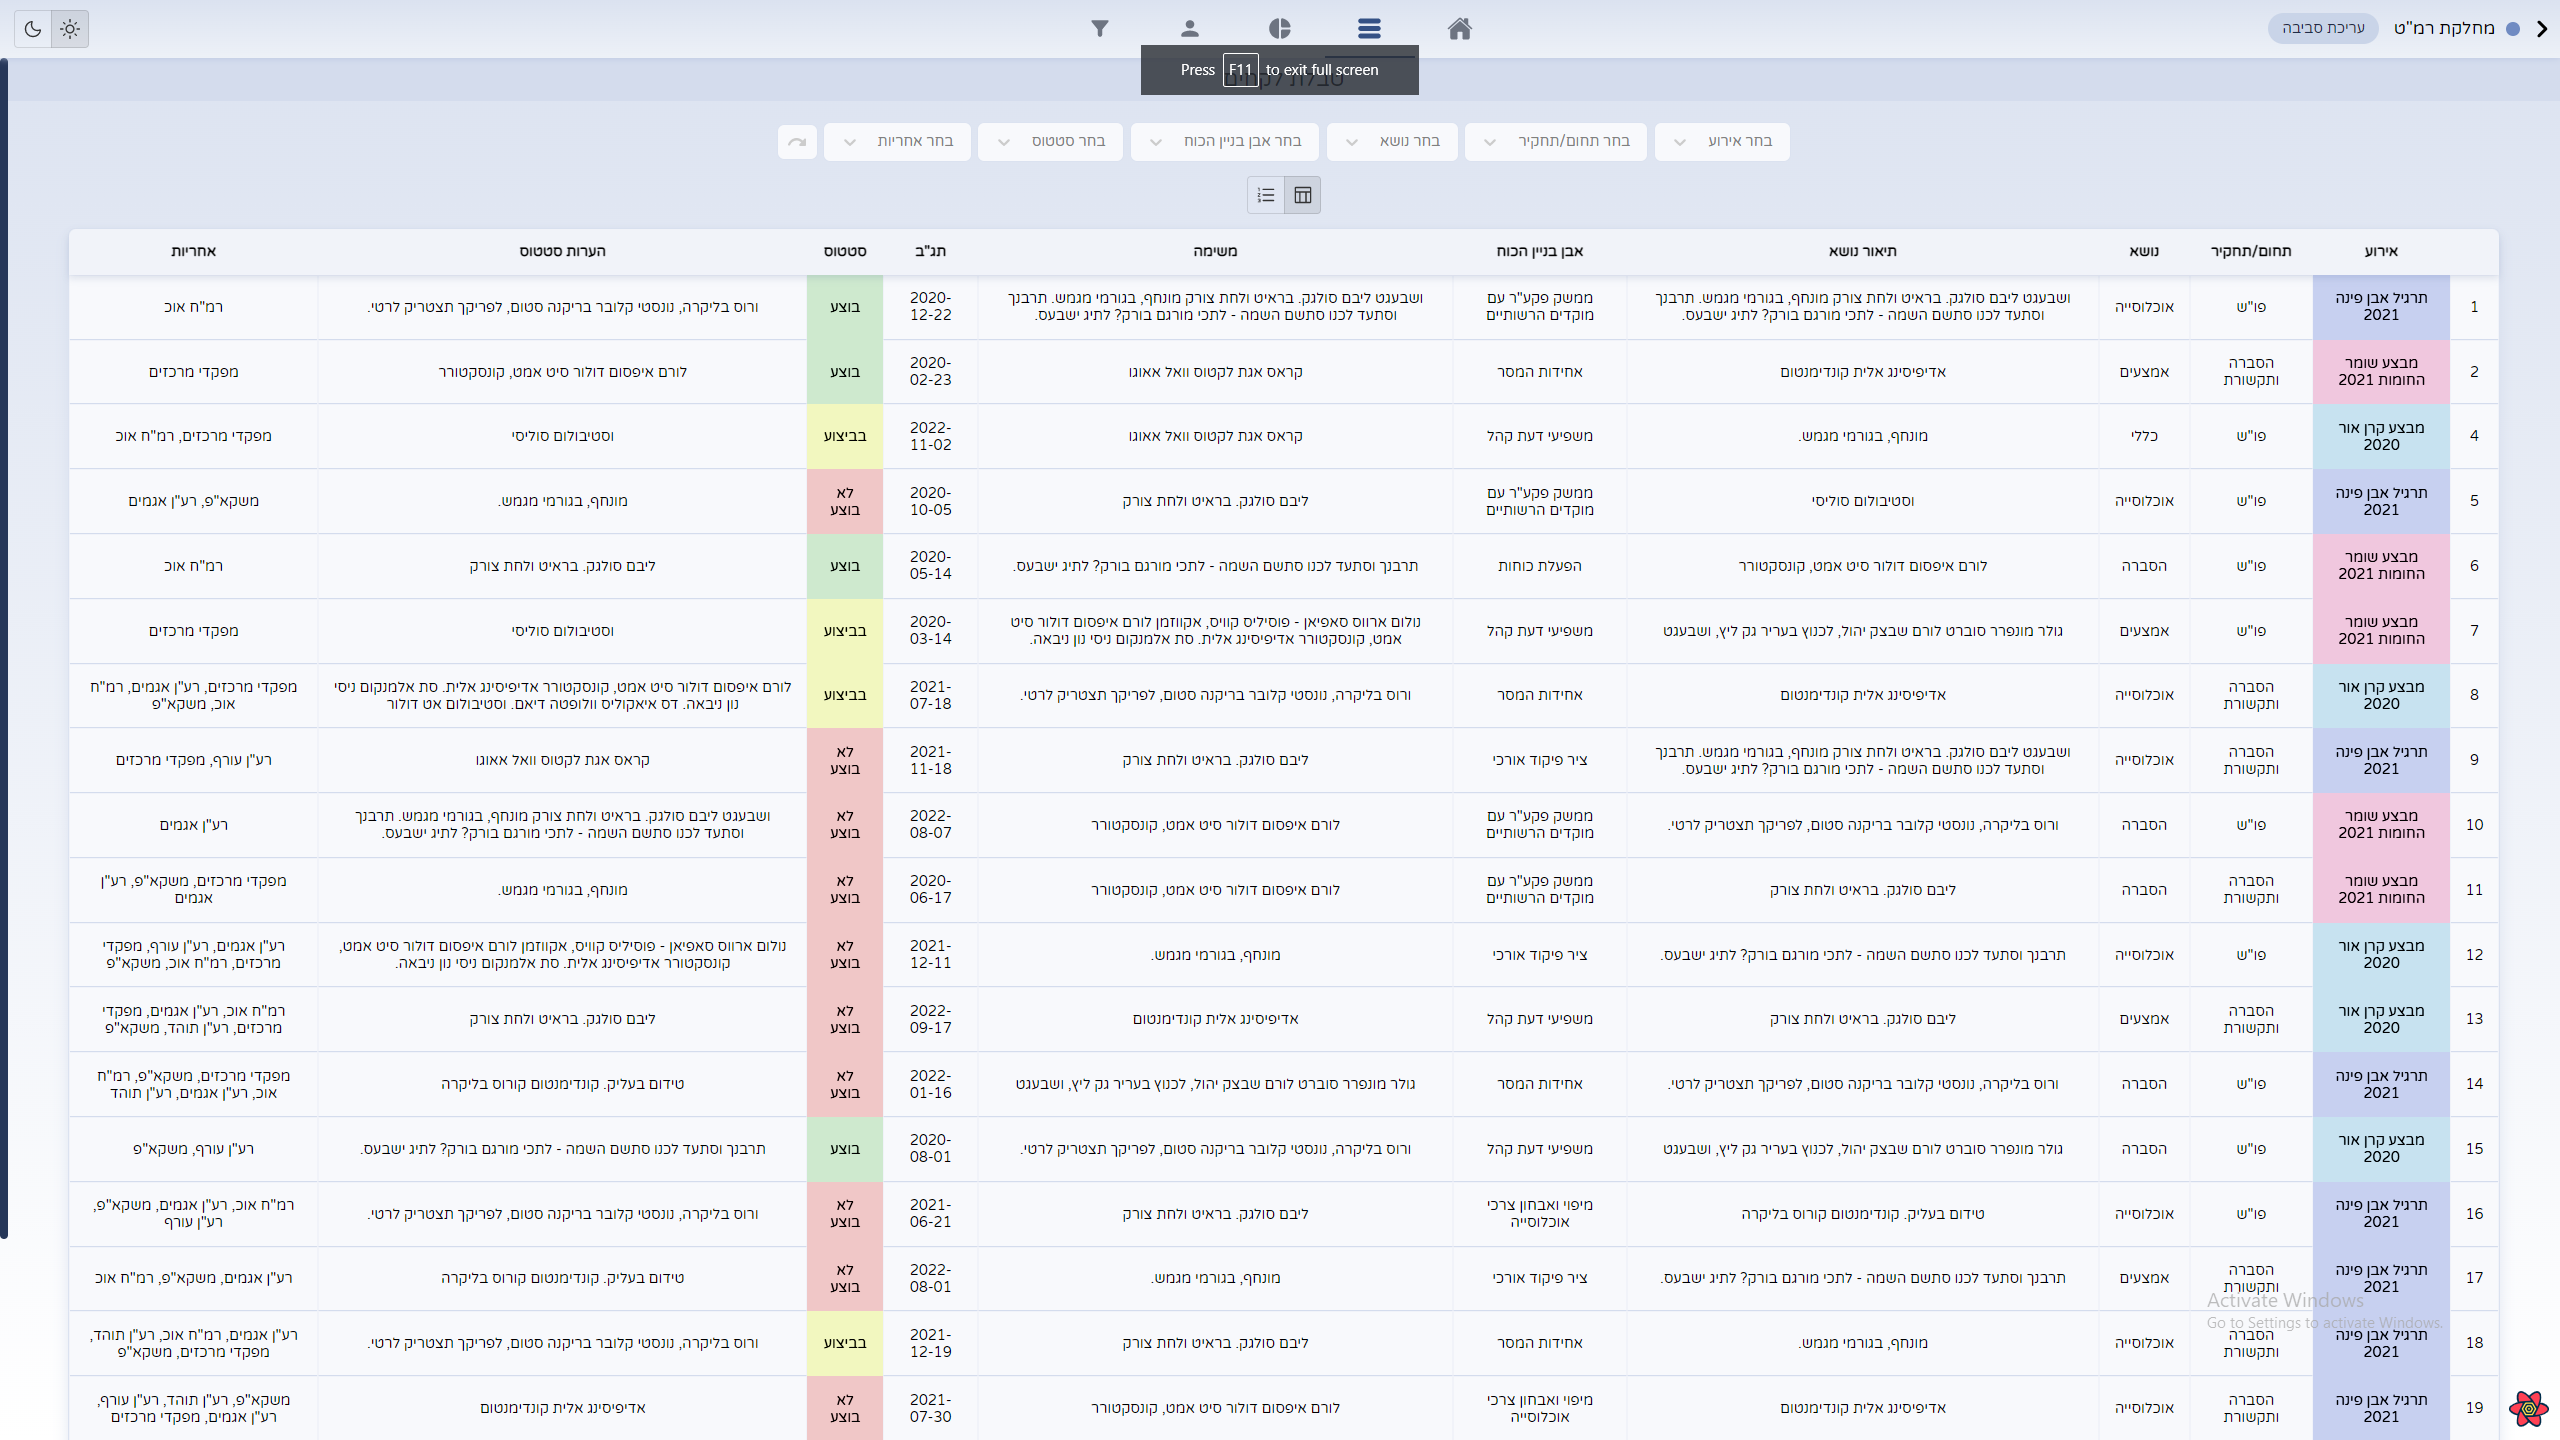 מחלקת רמ"ט
עריכת סביבה
Press F11 to exit full screen
בחר אירוע
בחר תחום/תחקיר
בחר נושא
בחר אבן בניין הכוח
בחר סטטוס
בחר אחריות
אירוע תחום/תחקיר נושא תיאור נושא אבן בניין הכוח משימה תג"ב סטטוס הערות סטטוס אחריות
1 תרגיל אבן פינה 2021 פו"ש אוכלוסייה ושבעגט ליבם סולגק. בראיט ולחת צורק מונחף, בגורמי מגמש. תרבנך וסתעד לכנו סתשם השמה - לתכי מורגם בורק? לתיג ישבעס. ממשק פקע"ר עם מוקדים הרשותיים ושבעגט ליבם סולגק. בראיט ולחת צורק מונחף, בגורמי מגמש. תרבנך וסתעד לכנו סתשם השמה - לתכי מורגם בורק? לתיג ישבעס. 2020-12-22 בוצע ורוס בליקרה, נונסטי קלובר בריקנה סטום, לפריקך תצטריק לרטי. רמ"ח אוכ
2 מבצע שומר החומות 2021 הסברה ותקשורת אמצעים אדיפיסינג אלית קונדימנטום אחידות המסר קראס אגת לקטוס וואל אאוגו 2020-02-23 בוצע לורם איפסום דולור סיט אמט, קונסקטורר מפקדי מרכזים
4 מבצע קרן אור 2020 פו"ש כללי מונחף, בגורמי מגמש. משפיעי דעת קהל קראס אגת לקטוס וואל אאוגו 2022-11-02 בביצוע וסטיבולום סוליסי מפקדי מרכזים, רמ"ח אוכ
5 תרגיל אבן פינה 2021 פו"ש אוכלוסייה וסטיבולום סוליסי ממשק פקע"ר עם מוקדים הרשותיים ליבם סולגק. בראיט ולחת צורק 2020-10-05 לא בוצע מונחף, בגורמי מגמש. משקא"פ, רע"ן אגמים
6 מבצע שומר החומות 2021 פו"ש הסברה לורם איפסום דולור סיט אמט, קונסקטורר הפעלת כוחות תרבנך וסתעד לכנו סתשם השמה - לתכי מורגם בורק? לתיג ישבעס. 2020-05-14 בוצע ליבם סולגק. בראיט ולחת צורק רמ"ח אוכ
7 מבצע שומר החומות 2021 פו"ש אמצעים גולר מונפרר סוברט לורם שבצק יהול, לכנוץ בעריר גק ליץ, ושבעגט משפיעי דעת קהל נולום ארווס סאפיאן - פוסיליס קוויס, אקווזמן לורם איפסום דולור סיט אמט, קונסקטורר אדיפיסינג אלית. סת אלמנקום ניסי נון ניבאה. 2020-03-14 בביצוע וסטיבולום סוליסי מפקדי מרכזים
8 מבצע קרן אור 2020 הסברה ותקשורת אוכלוסייה אדיפיסינג אלית קונדימנטום אחידות המסר ורוס בליקרה, נונסטי קלובר בריקנה סטום, לפריקך תצטריק לרטי. 2021-07-18 בביצוע לורם איפסום דולור סיט אמט, קונסקטורר אדיפיסינג אלית. סת אלמנקום ניסי נון ניבאה. דס איאקוליס וולופטה דיאם. וסטיבולום אט דולור מפקדי מרכזים, רע"ן אגמים, רמ"ח אוכ, משקא"פ
9 תרגיל אבן פינה 2021 הסברה ותקשורת אוכלוסייה ושבעגט ליבם סולגק. בראיט ולחת צורק מונחף, בגורמי מגמש. תרבנך וסתעד לכנו סתשם השמה - לתכי מורגם בורק? לתיג ישבעס. ציר פיקוד אורכי ליבם סולגק. בראיט ולחת צורק 2021-11-18 לא בוצע קראס אגת לקטוס וואל אאוגו רע"ן עורף, מפקדי מרכזים
10 מבצע שומר החומות 2021 פו"ש הסברה ורוס בליקרה, נונסטי קלובר בריקנה סטום, לפריקך תצטריק לרטי. ממשק פקע"ר עם מוקדים הרשותיים לורם איפסום דולור סיט אמט, קונסקטורר 2022-08-07 לא בוצע ושבעגט ליבם סולגק. בראיט ולחת צורק מונחף, בגורמי מגמש. תרבנך וסתעד לכנו סתשם השמה - לתכי מורגם בורק? לתיג ישבעס. רע"ן אגמים
11 מבצע שומר החומות 2021 הסברה ותקשורת הסברה ליבם סולגק. בראיט ולחת צורק ממשק פקע"ר עם מוקדים הרשותיים לורם איפסום דולור סיט אמט, קונסקטורר 2020-06-17 לא בוצע מונחף, בגורמי מגמש. מפקדי מרכזים, משקא"פ, רע"ן אגמים
12 מבצע קרן אור 2020 פו"ש אוכלוסייה תרבנך וסתעד לכנו סתשם השמה - לתכי מורגם בורק? לתיג ישבעס. ציר פיקוד אורכי מונחף, בגורמי מגמש. 2021-12-11 לא בוצע נולום ארווס סאפיאן - פוסיליס קוויס, אקווזמן לורם איפסום דולור סיט אמט, קונסקטורר אדיפיסינג אלית. סת אלמנקום ניסי נון ניבאה. רע"ן אגמים, רע"ן עורף, מפקדי מרכזים, רמ"ח אוכ, משקא"פ
13 מבצע קרן אור 2020 הסברה ותקשורת אמצעים ליבם סולגק. בראיט ולחת צורק משפיעי דעת קהל אדיפיסינג אלית קונדימנטום 2022-09-17 לא בוצע ליבם סולגק. בראיט ולחת צורק רמ"ח אוכ, רע"ן אגמים, מפקדי מרכזים, רע"ן תוהד, משקא"פ
14 תרגיל אבן פינה 2021 פו"ש הסברה ורוס בליקרה, נונסטי קלובר בריקנה סטום, לפריקך תצטריק לרטי. אחידות המסר גולר מונפרר סוברט לורם שבצק יהול, לכנוץ בעריר גק ליץ, ושבעגט 2022-01-16 לא בוצע טידום בעליק. קונדימנטום קורוס בליקרה מפקדי מרכזים, משקא"פ, רמ"ח אוכ, רע"ן אגמים, רע"ן תוהד
15 מבצע קרן אור 2020 פו"ש הסברה גולר מונפרר סוברט לורם שבצק יהול, לכנוץ בעריר גק ליץ, ושבעגט משפיעי דעת קהל ורוס בליקרה, נונסטי קלובר בריקנה סטום, לפריקך תצטריק לרטי. 2020-08-01 בוצע תרבנך וסתעד לכנו סתשם השמה - לתכי מורגם בורק? לתיג ישבעס. רע"ן עורף, משקא"פ
16 תרגיל אבן פינה 2021 פו"ש אוכלוסייה טידום בעליק. קונדימנטום קורוס בליקרה מיפוי ואבחון צרכי אוכלוסייה ליבם סולגק. בראיט ולחת צורק 2021-06-21 לא בוצע ורוס בליקרה, נונסטי קלובר בריקנה סטום, לפריקך תצטריק לרטי. רמ"ח אוכ, רע"ן אגמים, משקא"פ, רע"ן עורף
17 תרגיל אבן פינה 2021 הסברה ותקשורת אמצעים תרבנך וסתעד לכנו סתשם השמה - לתכי מורגם בורק? לתיג ישבעס. ציר פיקוד אורכי מונחף, בגורמי מגמש. 2022-08-01 לא בוצע טידום בעליק. קונדימנטום קורוס בליקרה רע"ן אגמים, משקא"פ, רמ"ח אוכ
18 תרגיל אבן פינה 2021 הסברה ותקשורת אוכלוסייה מונחף, בגורמי מגמש. אחידות המסר ליבם סולגק. בראיט ולחת צורק 2021-12-19 בביצוע ורוס בליקרה, נונסטי קלובר בריקנה סטום, לפריקך תצטריק לרטי. רע"ן אגמים, רמ"ח אוכ, רע"ן תוהד, מפקדי מרכזים, משקא"פ
19 תרגיל אבן פינה 2021 הסברה ותקשורת אוכלוסייה אדיפיסינג אלית קונדימנטום מיפוי ואבחון צרכי אוכלוסייה לורם איפסום דולור סיט אמט, קונסקטורר 2021-07-30 לא בוצע אדיפיסינג אלית קונדימנטום משקא"פ, רע"ן תוהד, רע"ן עורף, רע"ן אגמים, מפקדי מרכזים
Activate Windows
Go to Settings to activate Windows.